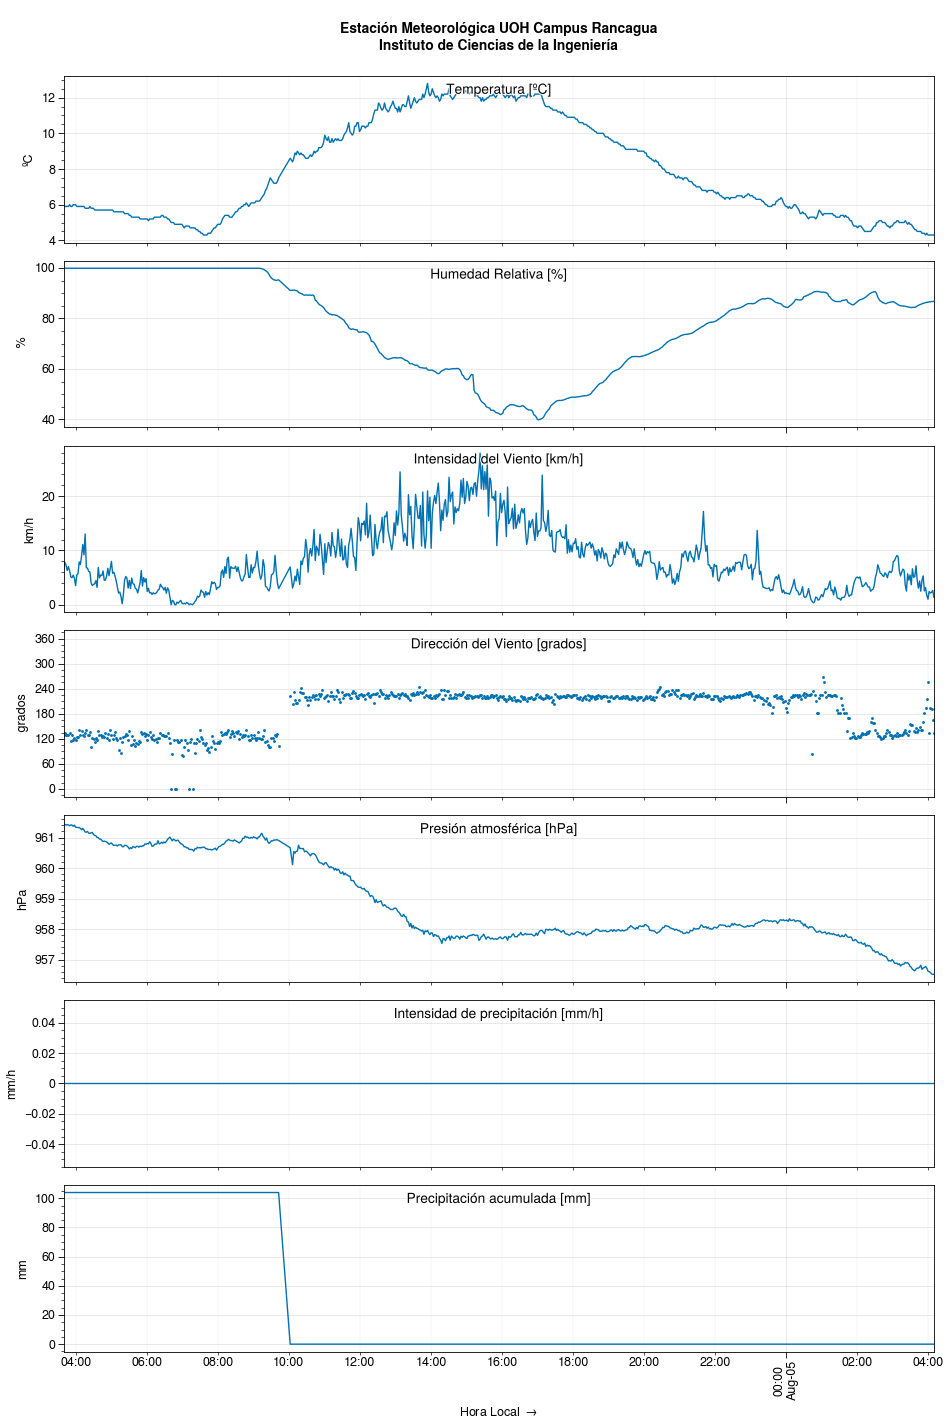 Estación Meteorológica UOH Campus Rancagua
Instituto de Ciencias de la Ingeniería
Temperatura [ºC]
12
10
8
6
4
ºC
Humedad Relativa [%]
100
80
60
40
%
Intensidad del Viento [km/h]
20
10
0
km/h
Dirección del Viento [grados]
360
300
240
180
120
60
0
grados
Presión atmosférica [hPa]
961
960
959
958
957
hPa
Intensidad de precipitación [mm/h]
0.04
0.02
0
−0.02
−0.04
mm/h
Precipitación acumulada [mm]
100
80
60
40
20
0
mm
04:00 06:00 08:00 10:00 12:00 14:00 16:00 18:00 20:00 22:00 00:00 02:00 04:00
Aug-05
Hora Local →